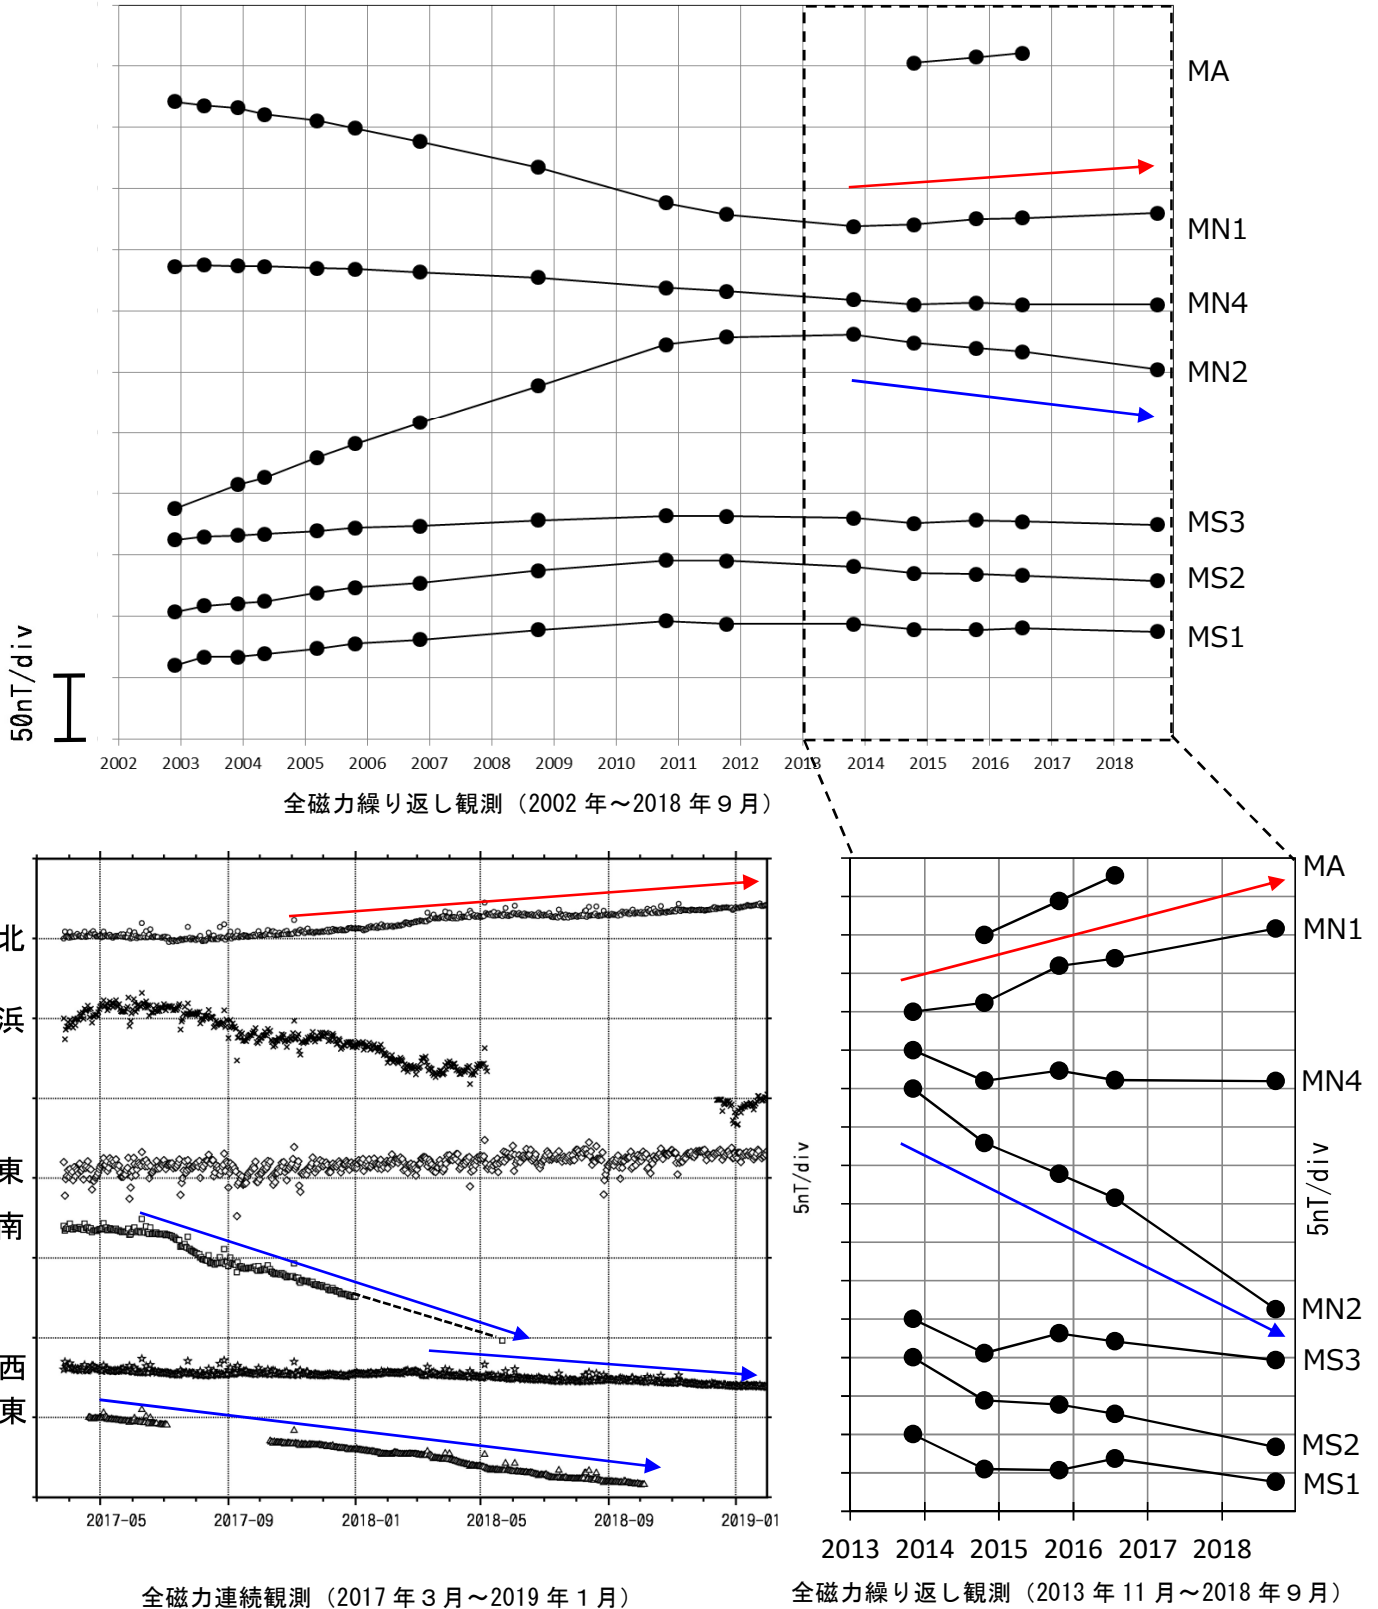 MA
MN1
MN4
MN2
MS3
MS2
MS1
50nT/div
2002 2003 2004 2005 2006 2007 2008 2009 2010 2011 2012 2013 2014 2015 2016 2017 2018
全磁力繰り返し観測（2002 年～2018 年９月）
北
浜
東
南
西
東
2017-05 2017-09 2018-01 2018-05 2018-09 2019-01
全磁力連続観測（2017 年３月～2019 年１月）
5nT/div
MA
MN1
MN4
5nT/div
MN2
MS3
MS2
MS1
2013 2014 2015 2016 2017 2018
全磁力繰り返し観測（2013 年 11 月～2018 年９月）